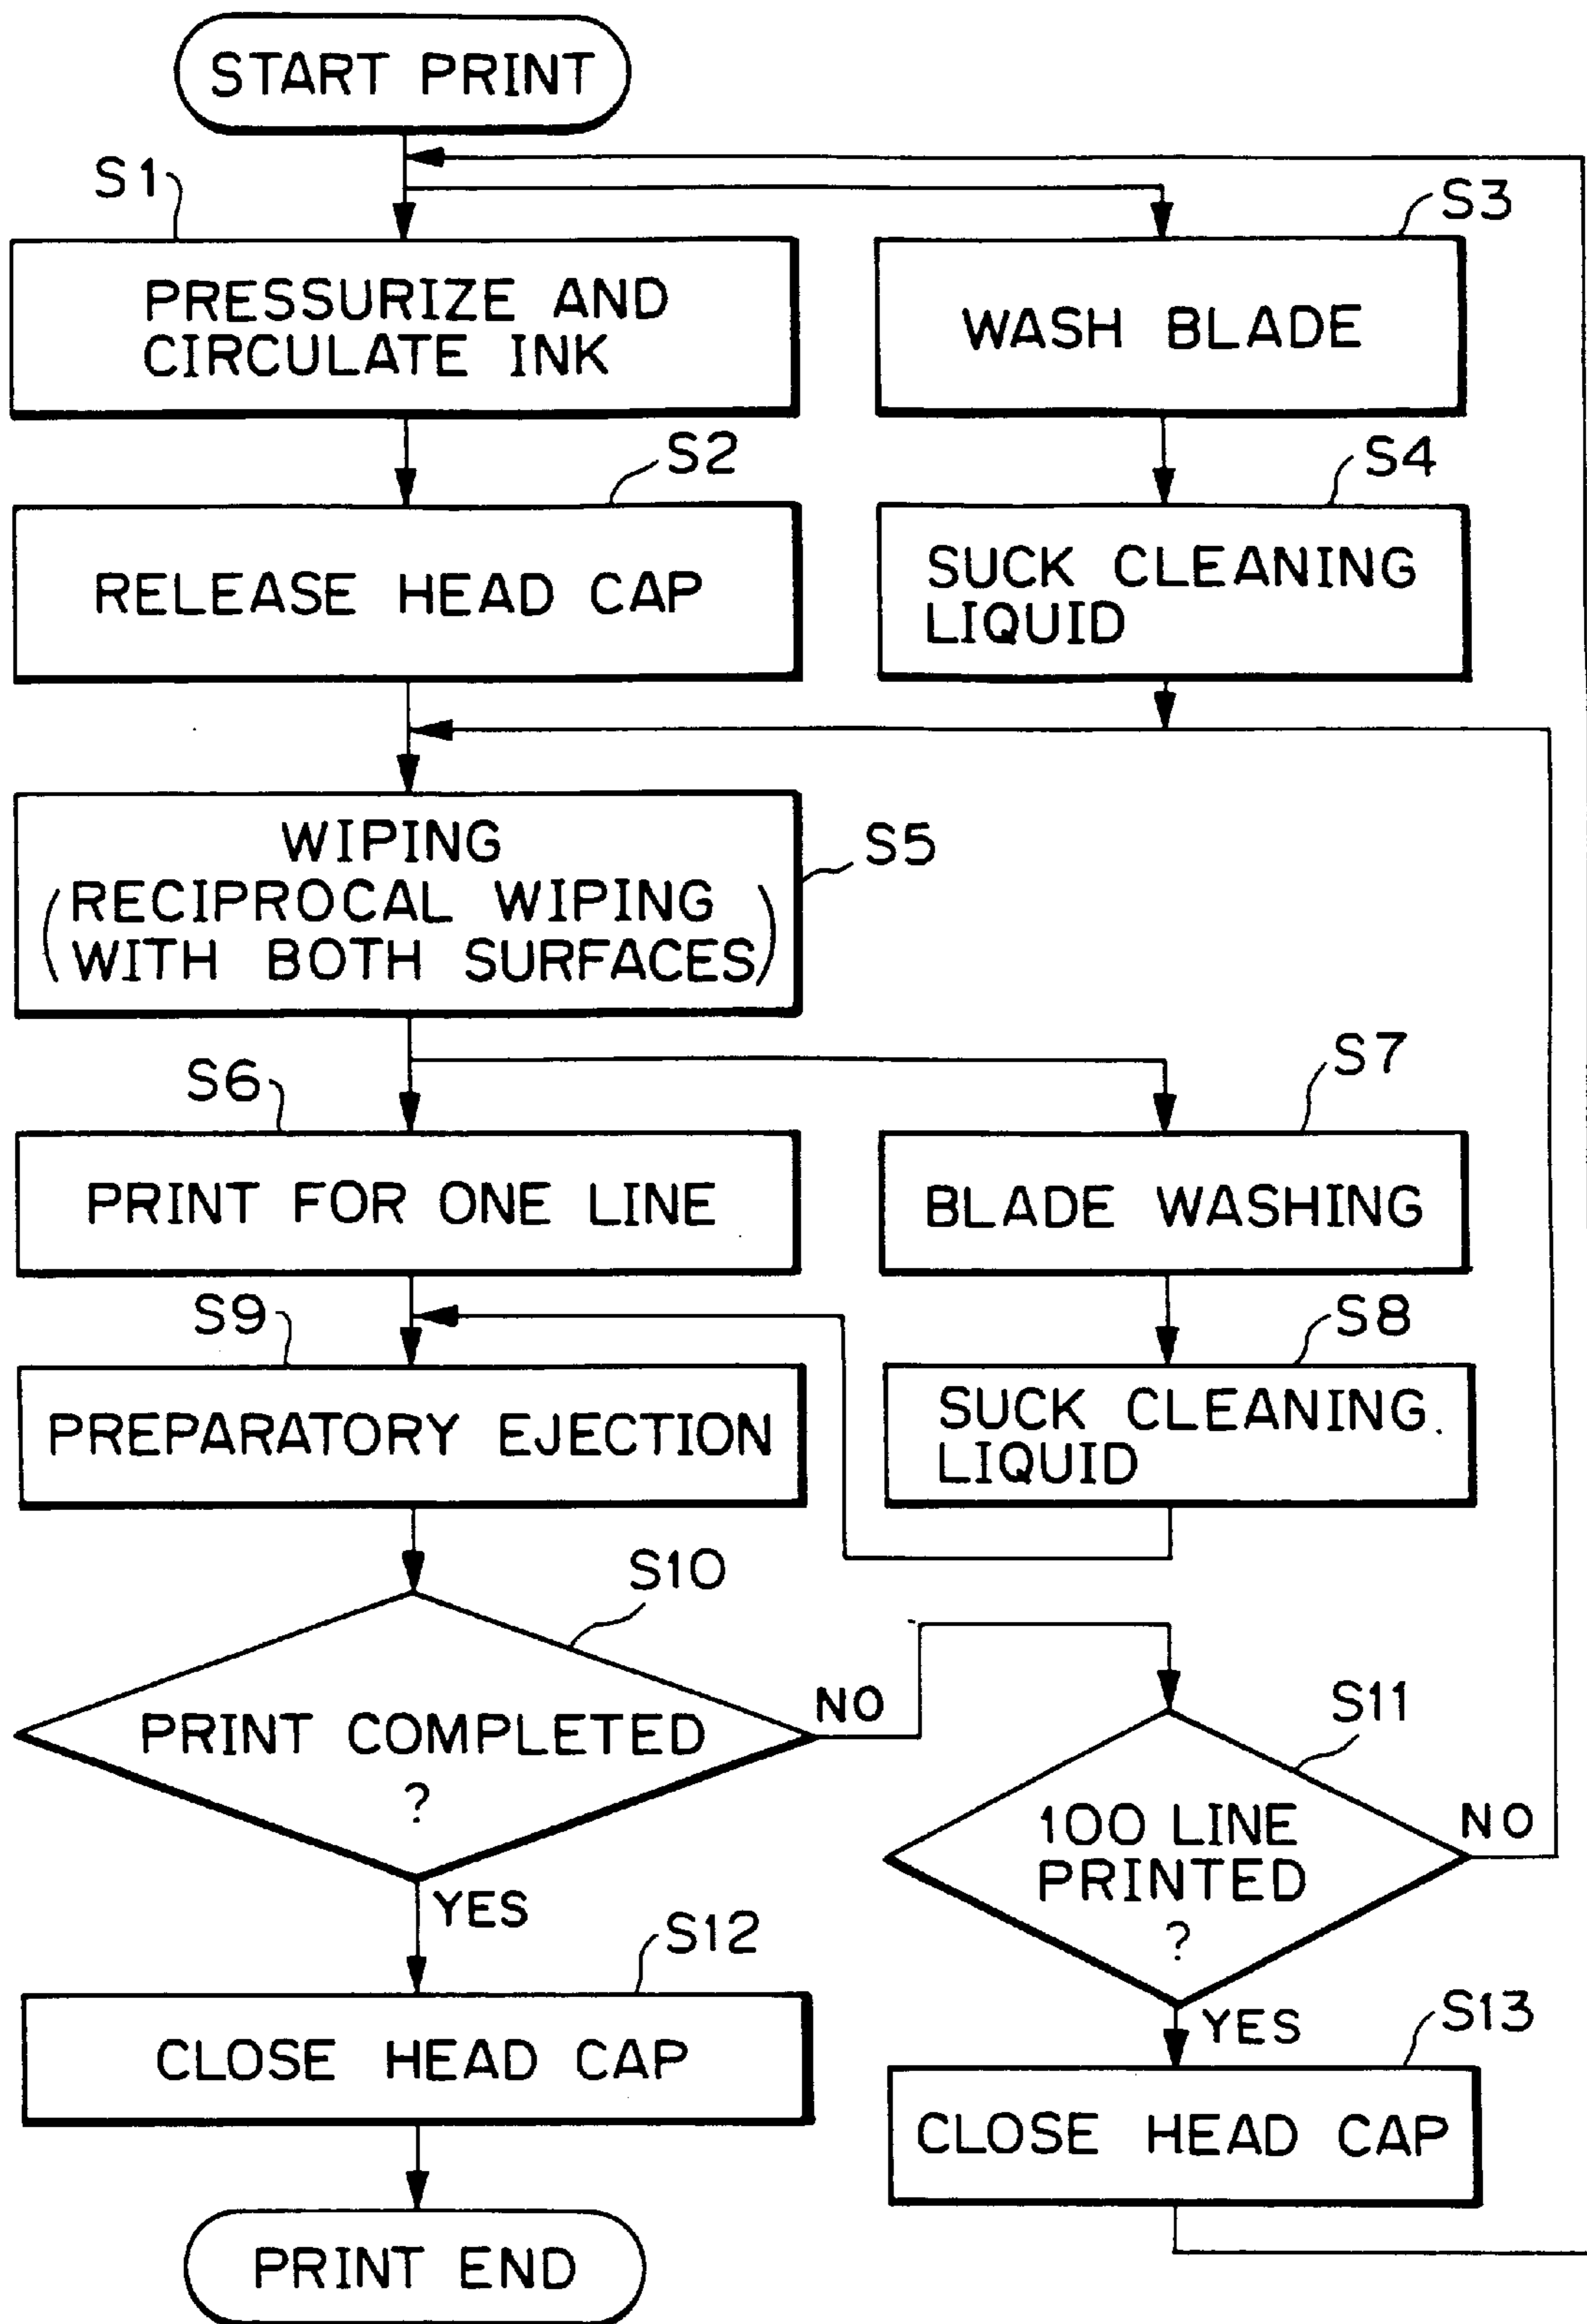 START PRINT
S1
S3
PRESSURIZE AND
CIRCULATE INK
WASH BLADE
S2
S4
RELEASE HEAD CAP
SUCK CLEANING
LIQUID
WIPING
(RECIPROCAL WIPING
WITH BOTH SURFACES)
S5
S6
S7
PRINT FOR ONE LINE
BLADE WASHING
S9
S8
PREPARATORY EJECTION
SUCK CLEANING
LIQUID
S10
NO
S11
PRINT COMPLETED
?
100 LINE
PRINTED
?
NO
YES
S12
YES
S13
CLOSE HEAD CAP
CLOSE HEAD CAP
PRINT END